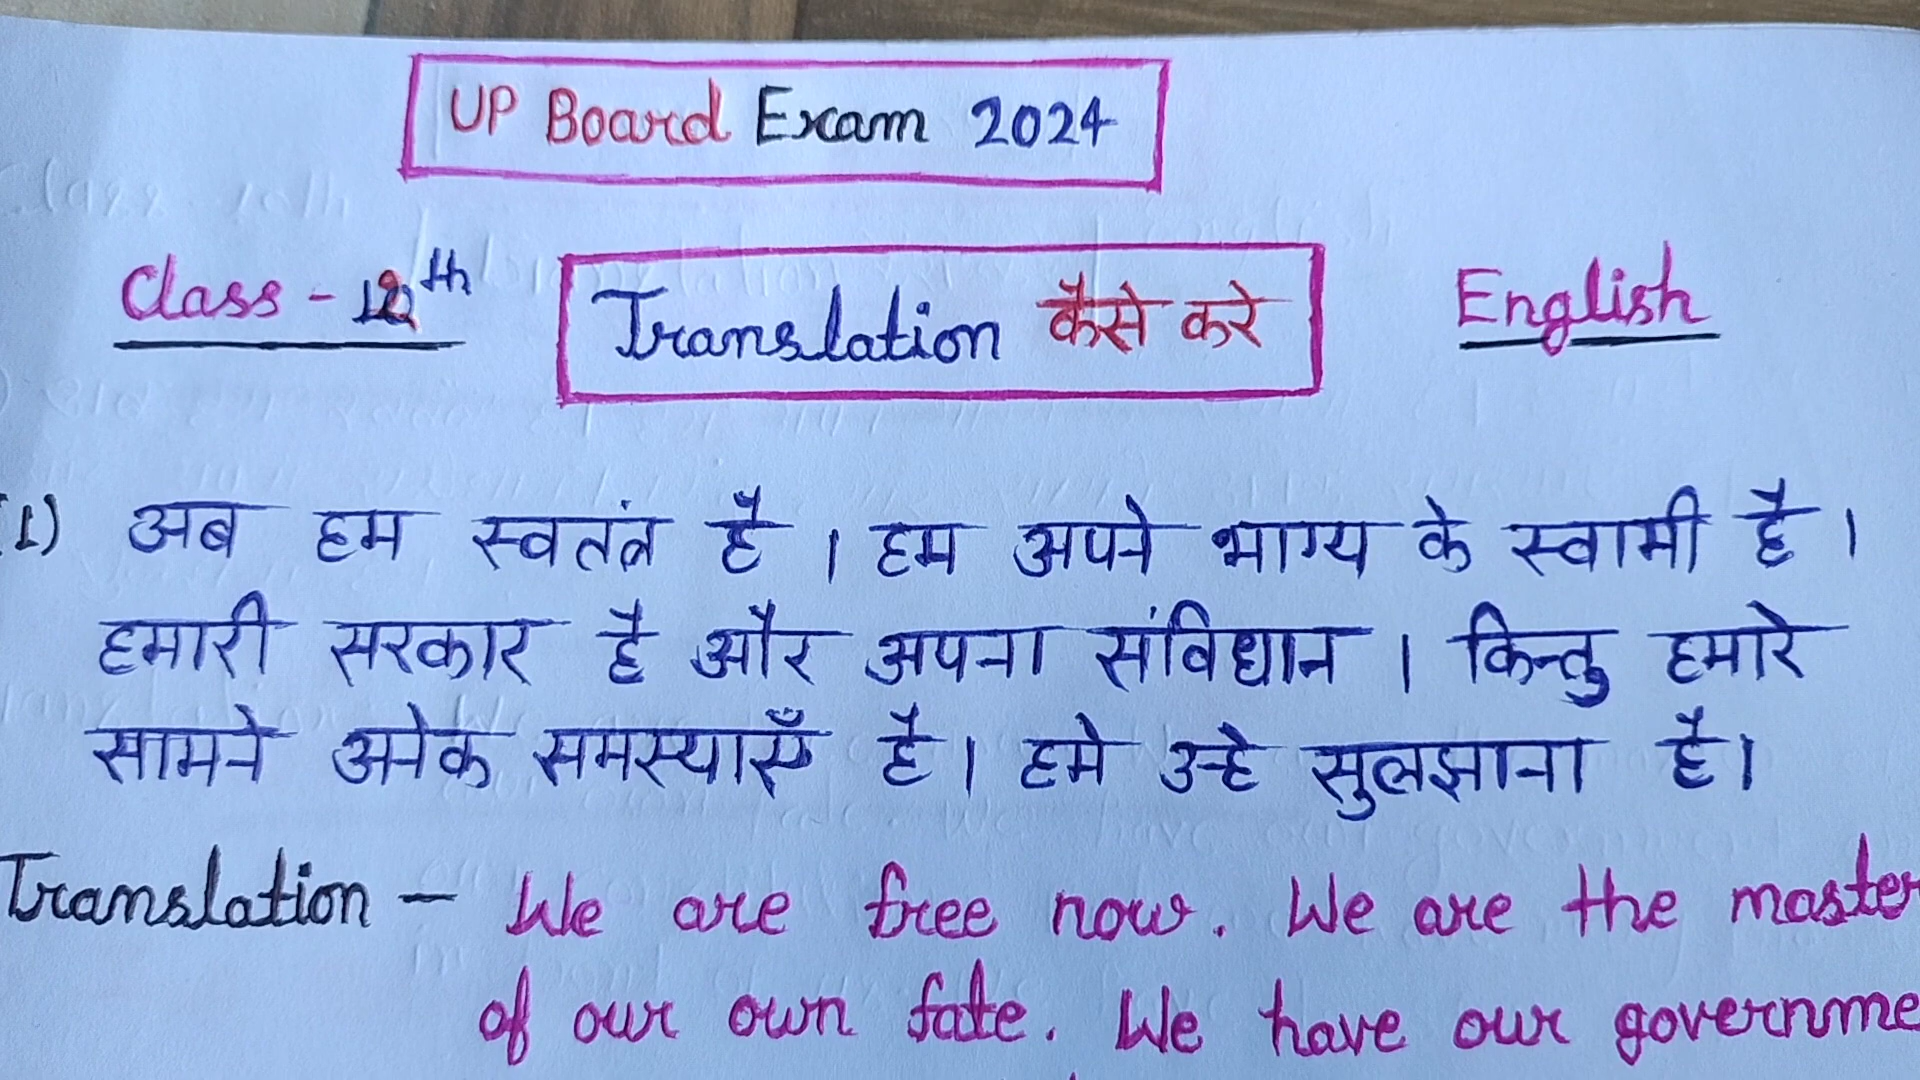 UP Board Exam 2024
Class - 12th
Translation कैसे करे
English
(1) अब हम स्वतंत्र है । हम अपने भाग्य के स्वामी है ।
हमारी सरकार है और अपना संविधान । किन्तु हमारे
सामने अनेक समस्याएँ है । हमे उन्हे सुलझाना है ।
Translation - We are free now. We are the master
of our own fate. We have our governme